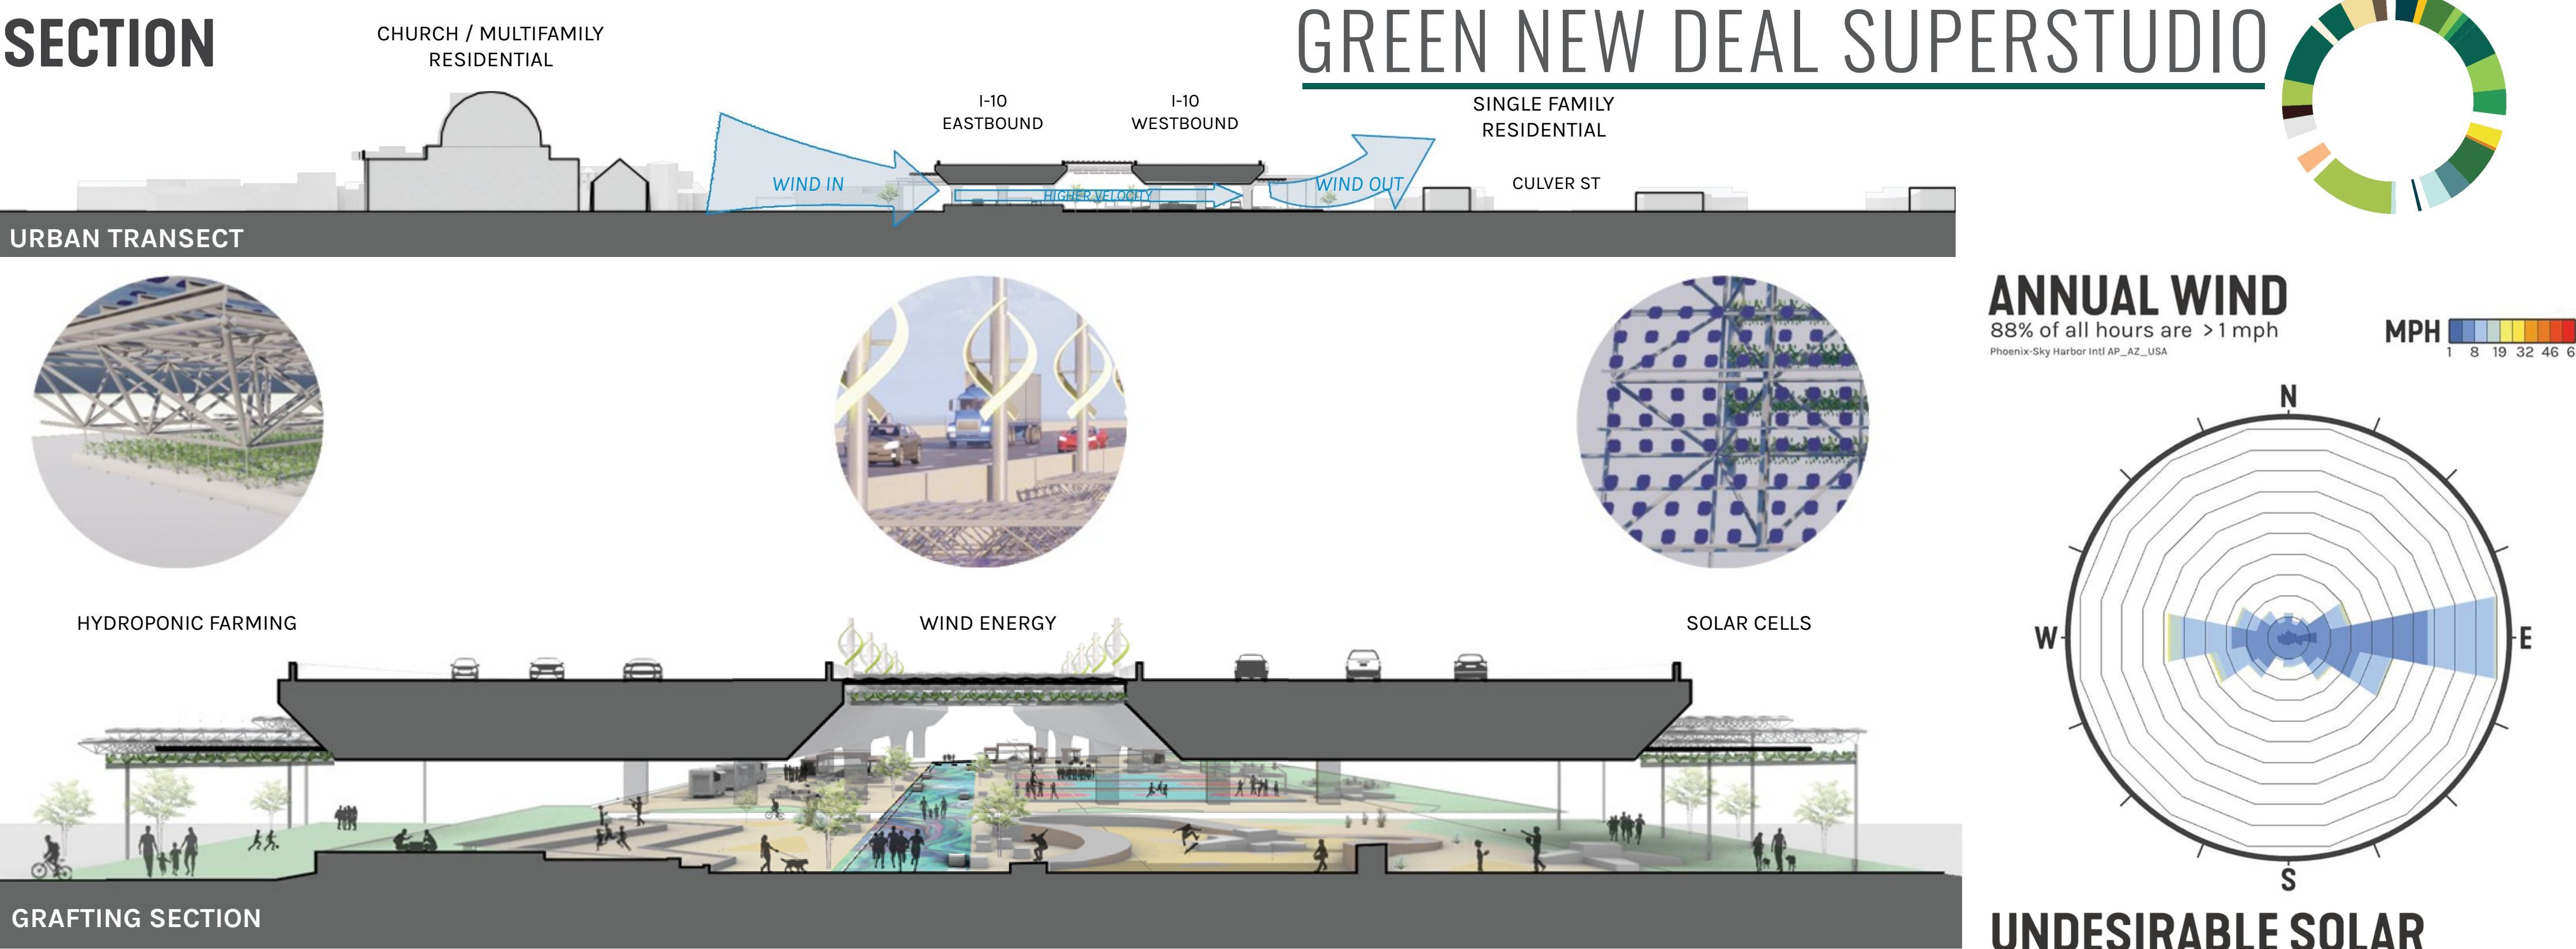 SECTION
GREEN NEW DEAL SUPERSTUDIO
CHURCH / MULTIFAMILY
RESIDENTIAL
I-10
EASTBOUND
I-10
WESTBOUND
SINGLE FAMILY
RESIDENTIAL
WIND IN
HIGHER VELOCITY
WIND OUT
CULVER ST
URBAN TRANSECT
ANNUAL WIND
88% of all hours are > 1 mph
Phoenix-Sky Harbor Intl AP_AZ_USA
MPH
1 8 19 32 46 6
N
W
E
S
HYDROPONIC FARMING
WIND ENERGY
SOLAR CELLS
GRAFTING SECTION
UNDESIRABLE SOLAR